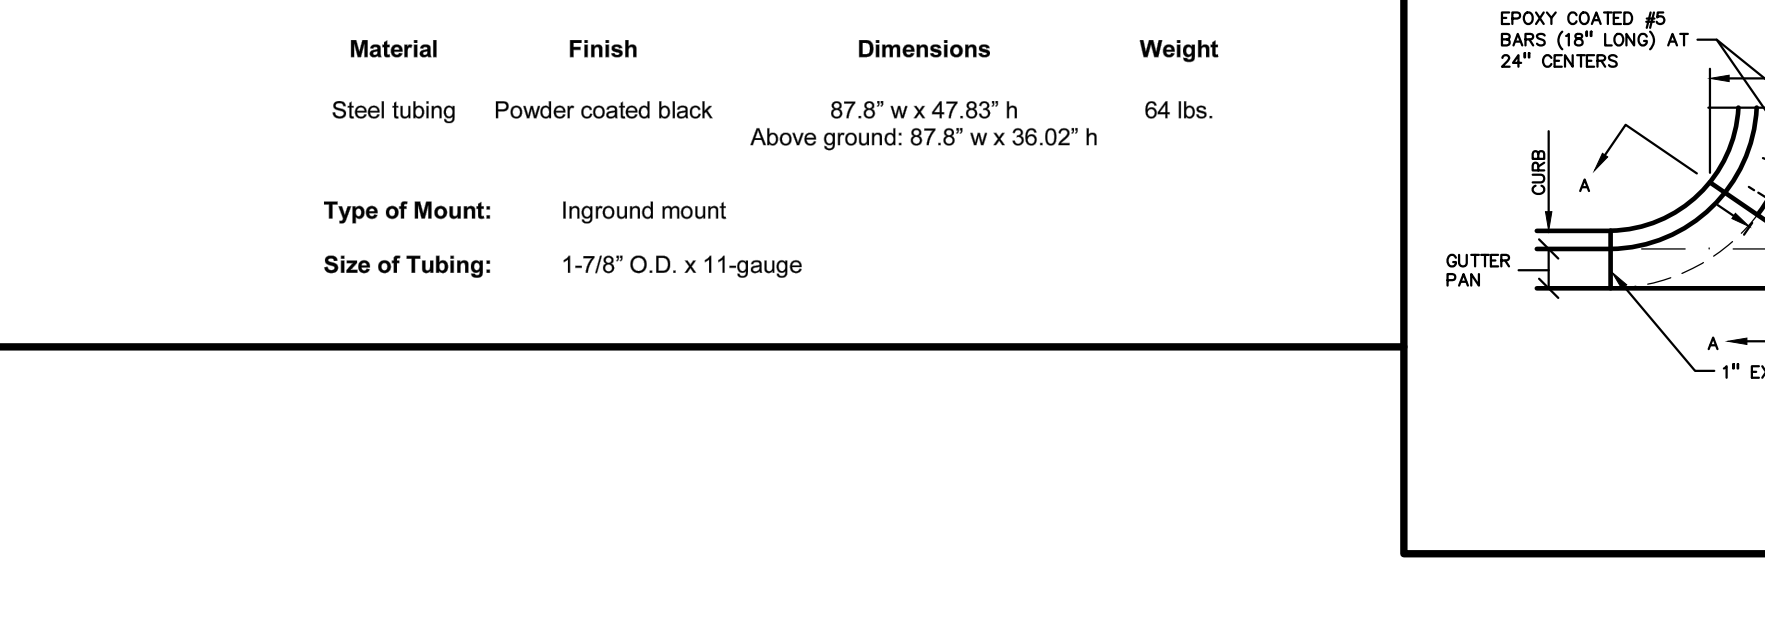 Material Finish Dimensions Weight
Steel tubing Powder coated black 87.8” w x 47.83” h 64 lbs.
Above ground: 87.8” w x 36.02” h
Type of Mount: Inground mount
Size of Tubing: 1-7/8” O.D. x 11-gauge
EPOXY COATED #5
BARS (18" LONG) AT
24" CENTERS
CURB
A
GUTTER
PAN
A
1"